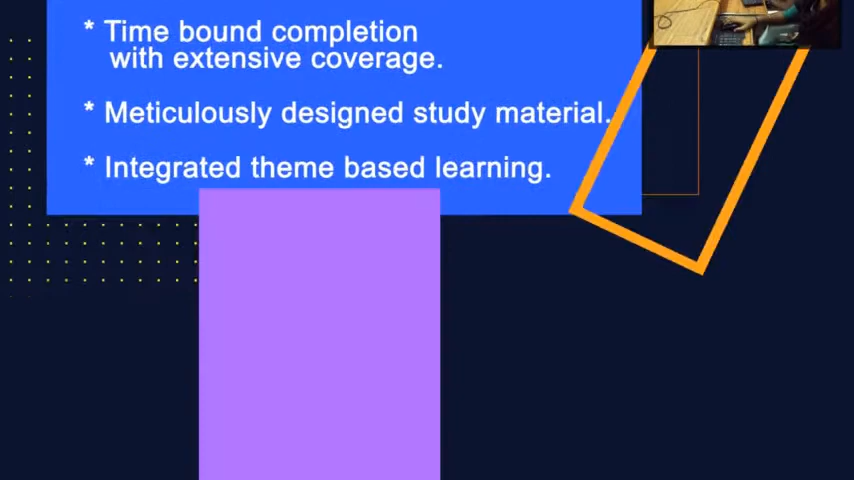 * Time bound completion
with extensive coverage.
* Meticulously designed study material.
* Integrated theme based learning.